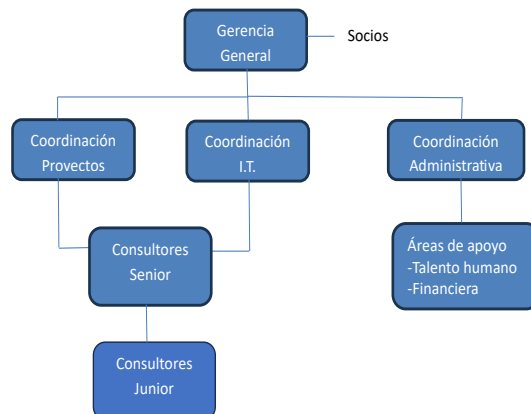 Gerencia
General
Socios
Coordinación
Provectos
Coordinación
I.T.
Coordinación
Administrativa
Consultores
Senior
Áreas de apoyo
-Talento humano
-Financiera
Consultores
Junior